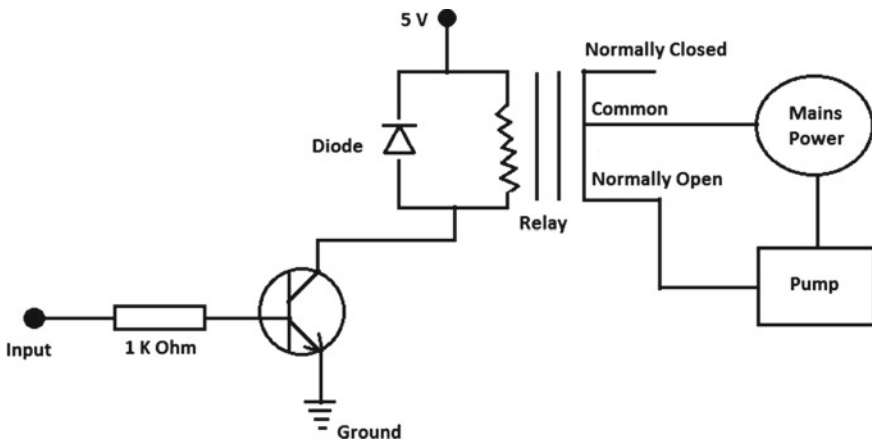 5 V
Normally Closed
Common
Mains
Power
Diode
Normally Open
Relay
Pump
Input
1 K Ohm
Ground